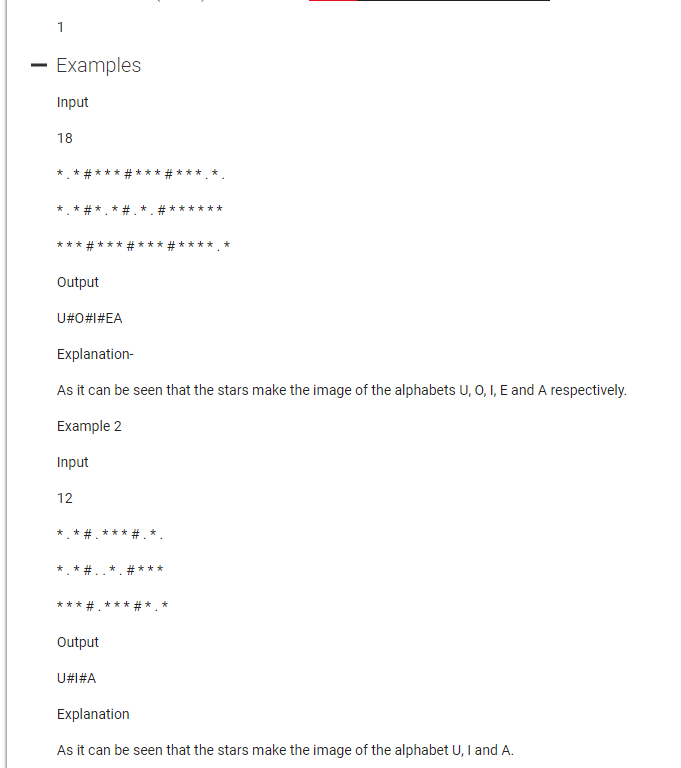 1
Examples
Input
18
*.*#***#***#***.*.
*.*#*.*#.*.#******
***#***#***#****.*
Output
U#O#I#EA
Explanation-
As it can be seen that the stars make the image of the alphabets U, O, I, E and A respectively.
Example 2
Input
12
*.*#.***#.*.
*.*#..*.#***
***#.***#*.*
Output
U#I#A
Explanation
As it can be seen that the stars make the image of the alphabet U, I and A.